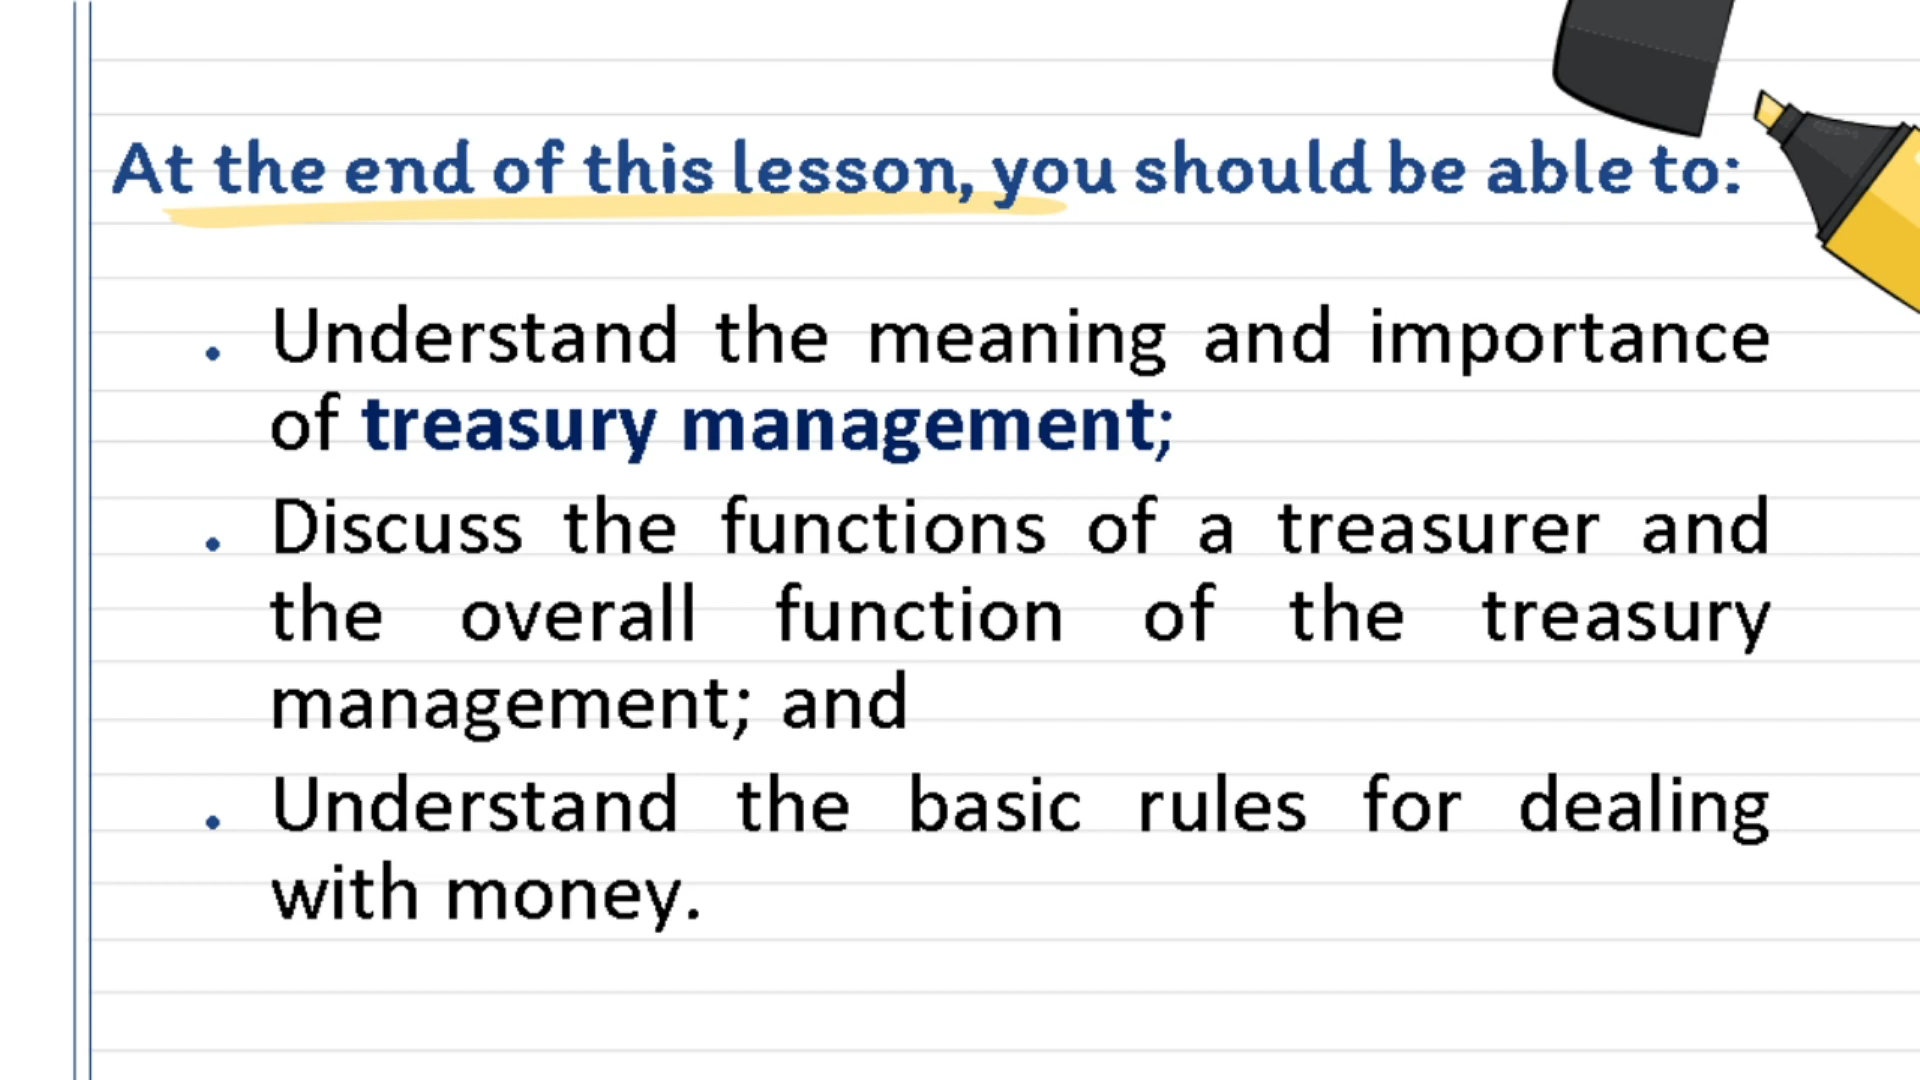 At the end of this lesson, you should be able to:
• Understand the meaning and importance
of treasury management;
• Discuss the functions of a treasurer and
the overall function of the treasury
management; and
• Understand the basic rules for dealing
with money.